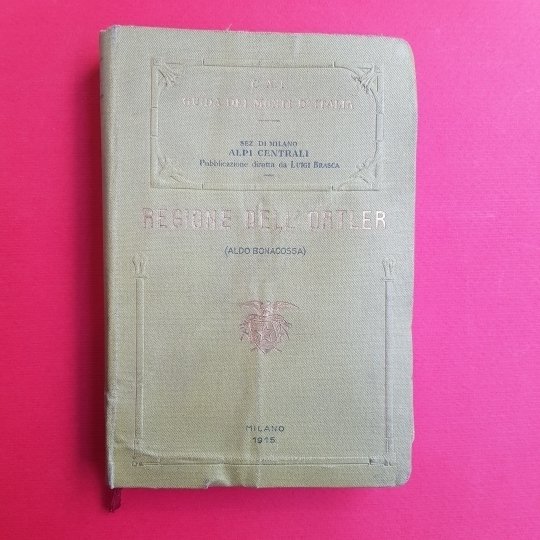 C. A. I.
GUIDA DEI MONTI D'ITALIA
SEZ. DI MILANO
ALPI CENTRALI
Pubblicazione diretta da LUIGI BRASCA
REGIONE DELL'ORTLER
(ALDO BONACOSSA)
MILANO
1915